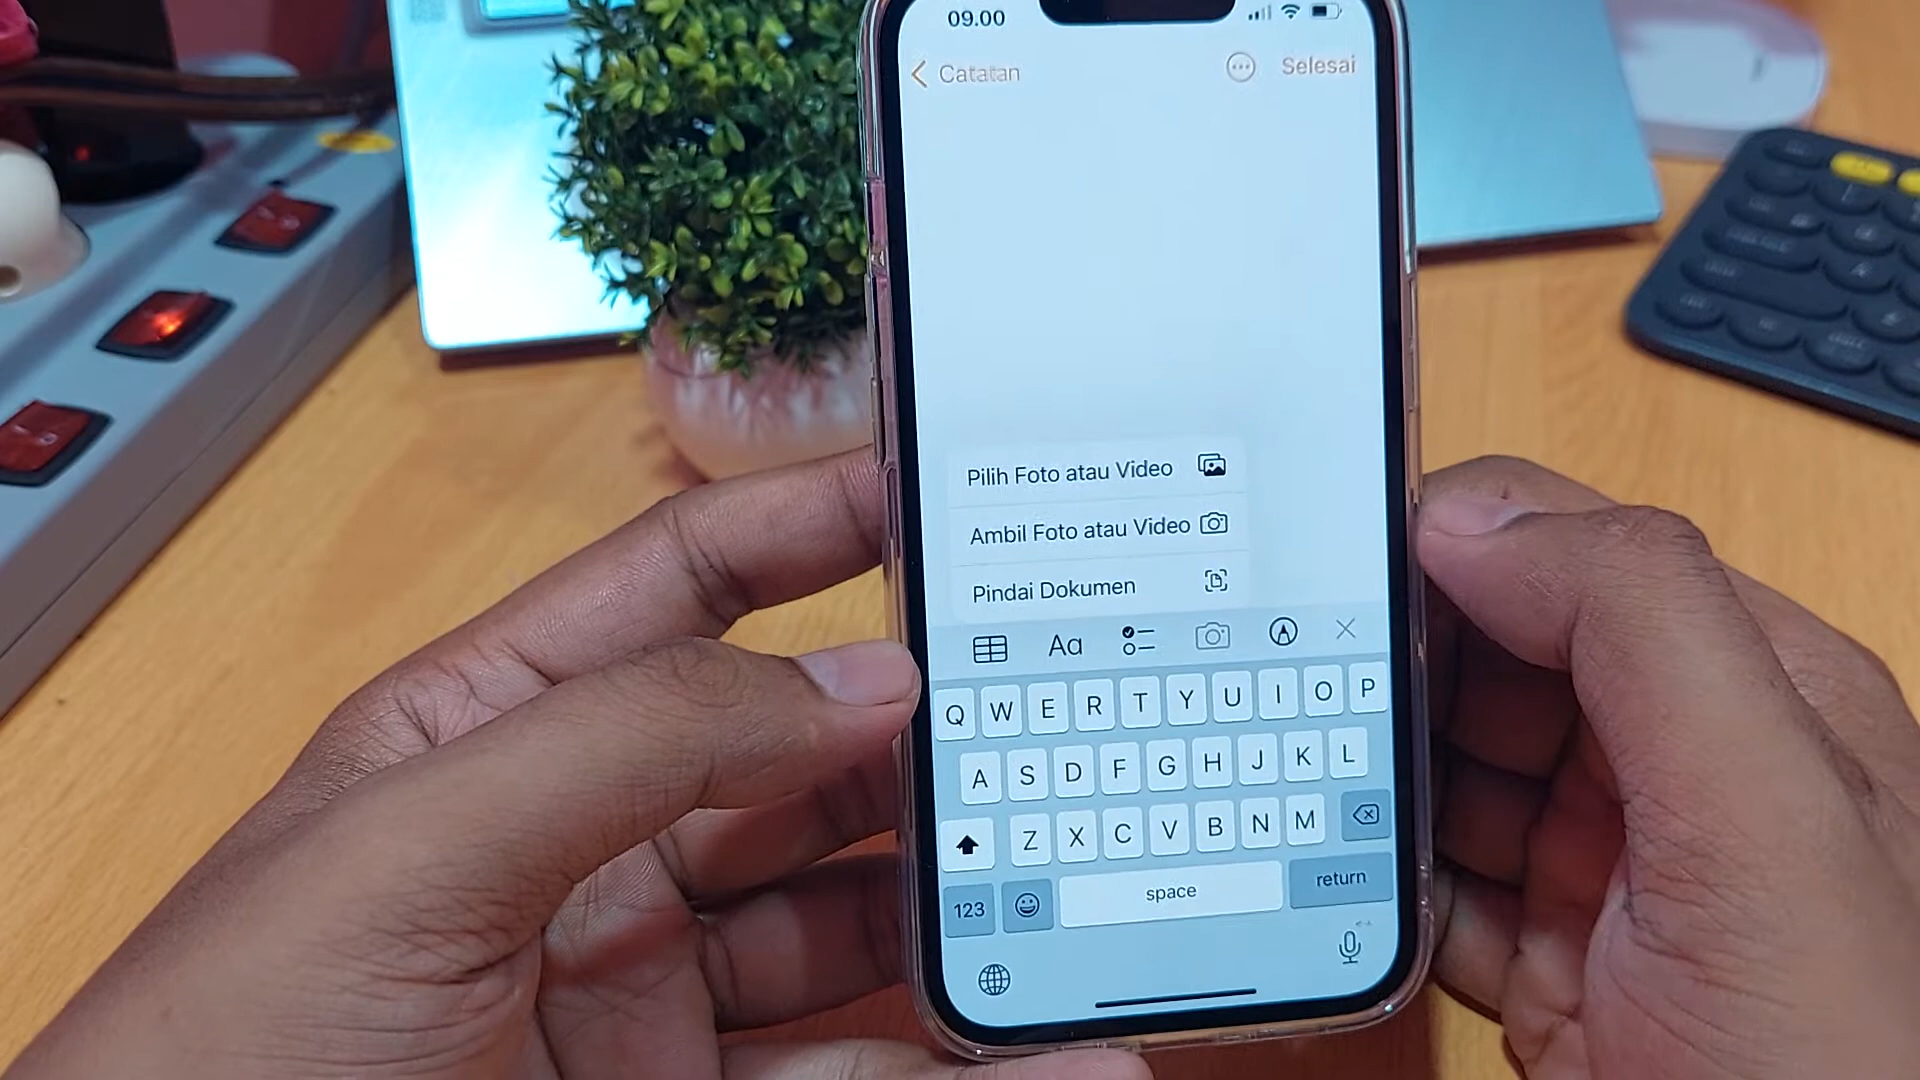 09.00
Catatan
Selesai
Pilih Foto atau Video
Ambil Foto atau Video
Pindai Dokumen
Aa
Q W E R T Y U I O P
A S D F G H J K L
Z X C V B N M
123
space
return